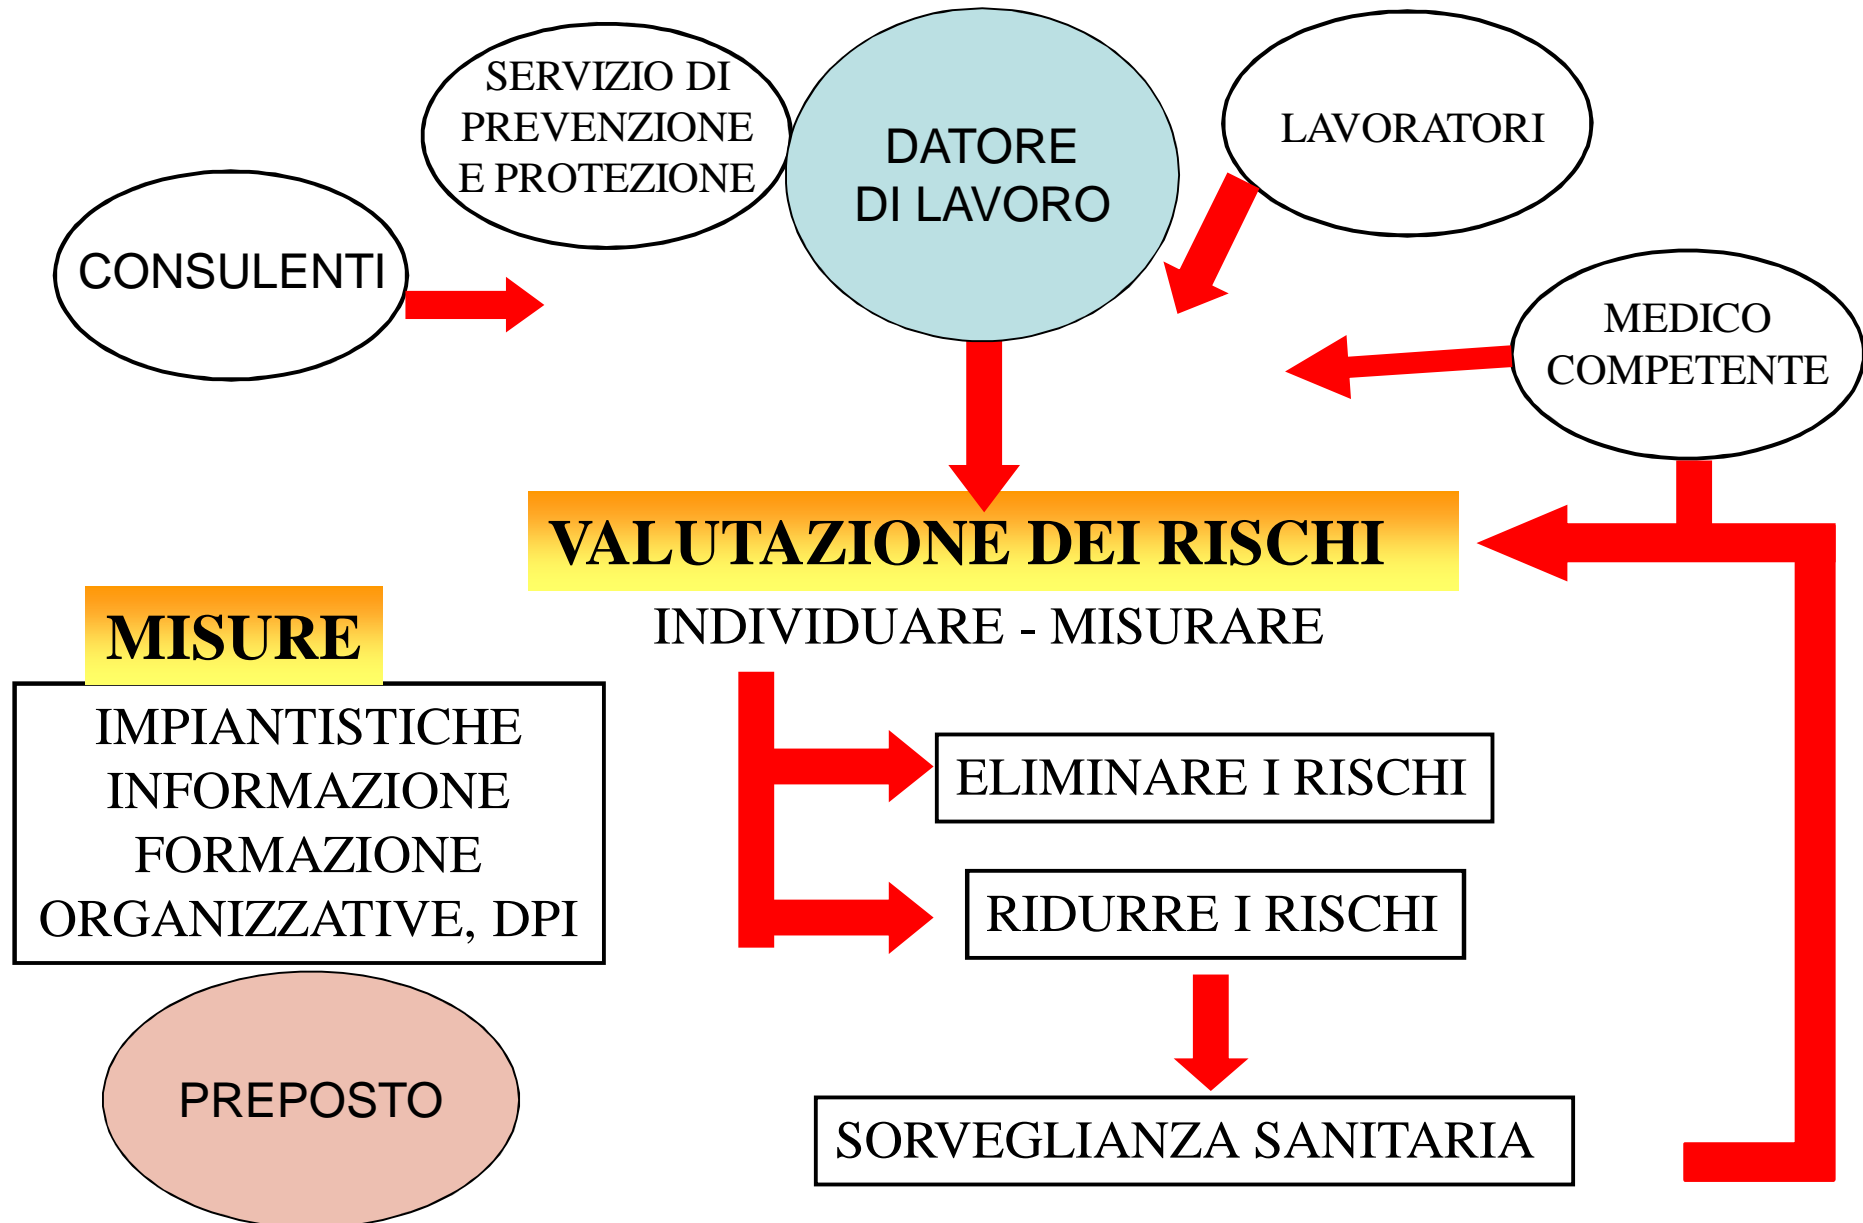 SERVIZIO DI
PREVENZIONE
E PROTEZIONE
DATORE
DI LAVORO
LAVORATORI
CONSULENTI
MEDICO
COMPETENTE
VALUTAZIONE DEI RISCHI
INDIVIDUARE - MISURARE
MISURE
IMPIANTISTICHE
INFORMAZIONE
FORMAZIONE
ORGANIZZATIVE, DPI
ELIMINARE I RISCHI
RIDURRE I RISCHI
PREPOSTO
SORVEGLIANZA SANITARIA